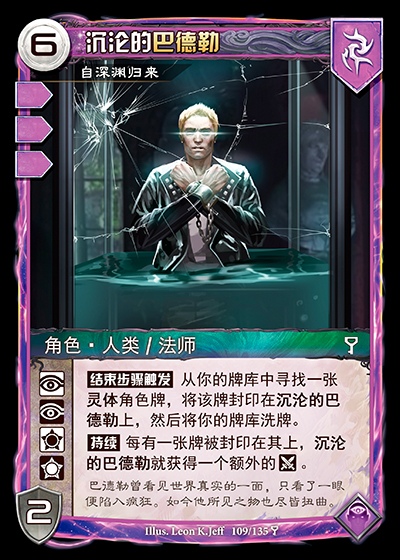 6
沉沦的巴德勒
自深渊归来
角色·人类/法师
结束步骤触发 从你的牌库中寻找一张
灵体角色牌，将该牌封印在沉沦的巴
德勒上，然后将你的牌库洗牌。
持续 每有一张牌被封印在其上，沉沦
的巴德勒就获得一个额外的。
巴德勒曾看见世界真实的一面，只看了一眼
便陷入疯狂。如今他所见之物也尽皆扭曲。
2
Illus. Leon K.Jeff 109/135